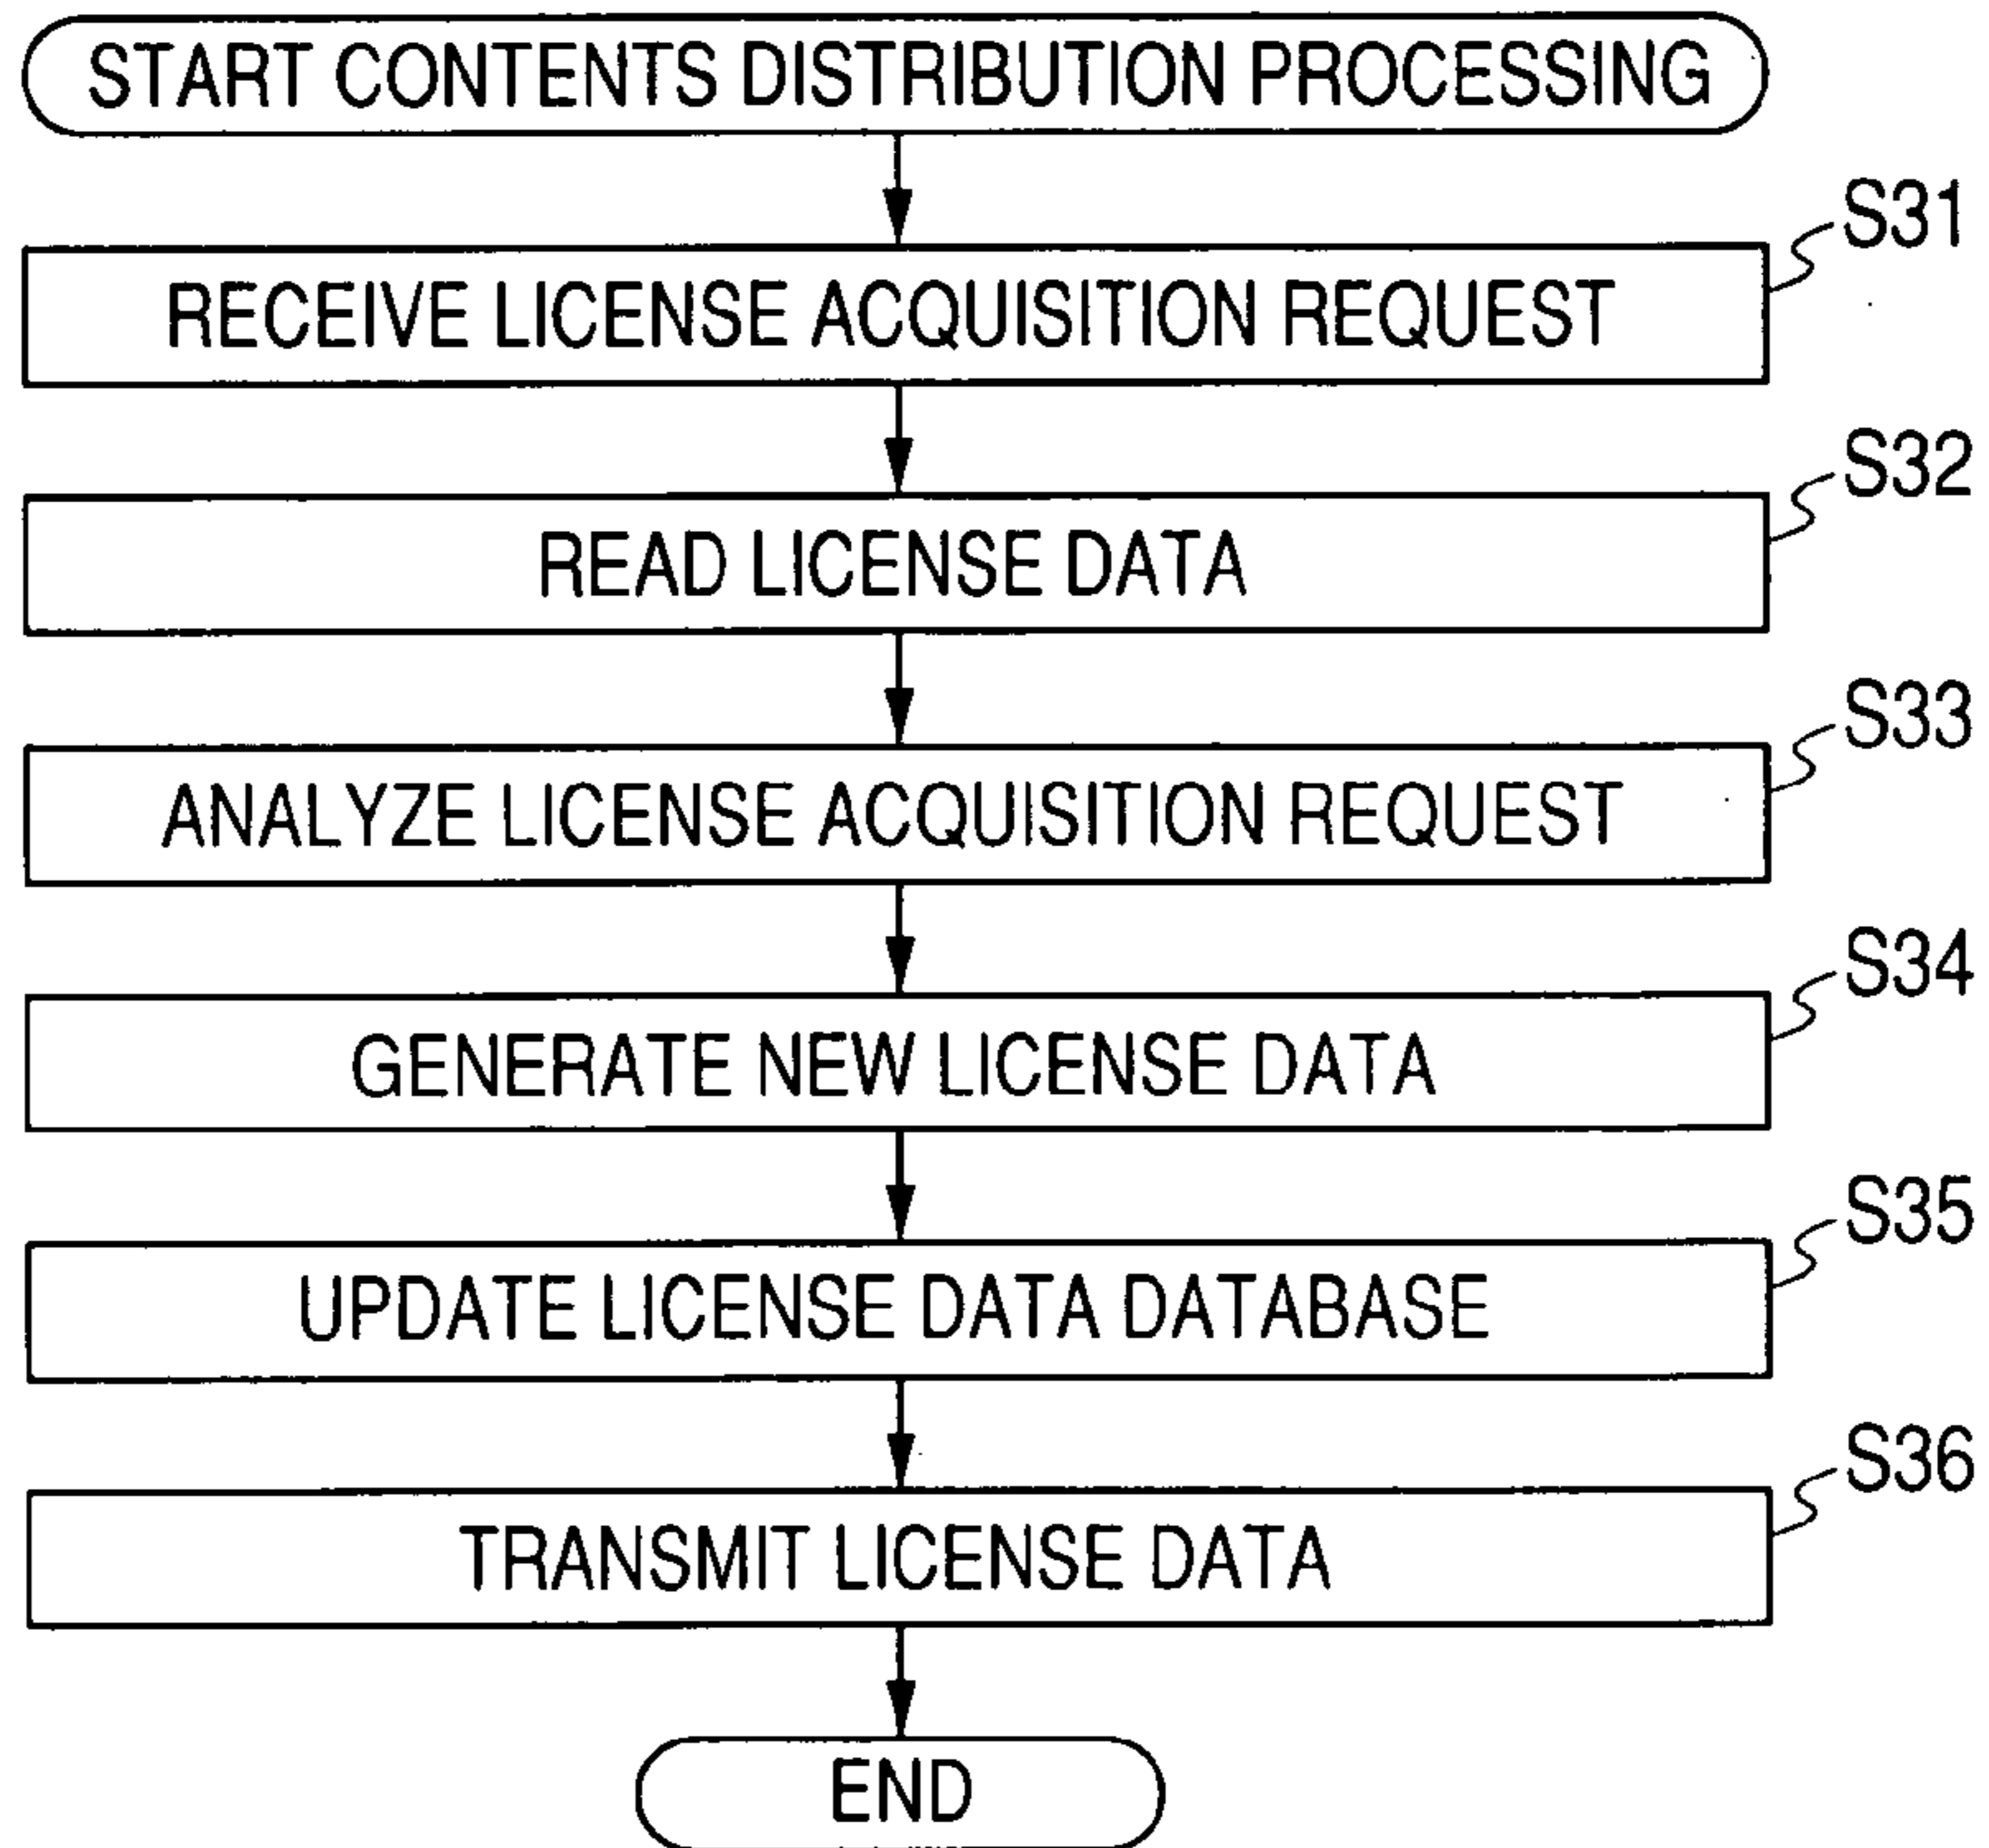 START CONTENTS DISTRIBUTION PROCESSING
S31
RECEIVE LICENSE ACQUISITION REQUEST
S32
READ LICENSE DATA
S33
ANALYZE LICENSE ACQUISITION REQUEST
S34
GENERATE NEW LICENSE DATA
S35
UPDATE LICENSE DATA DATABASE
S36
TRANSMIT LICENSE DATA
END